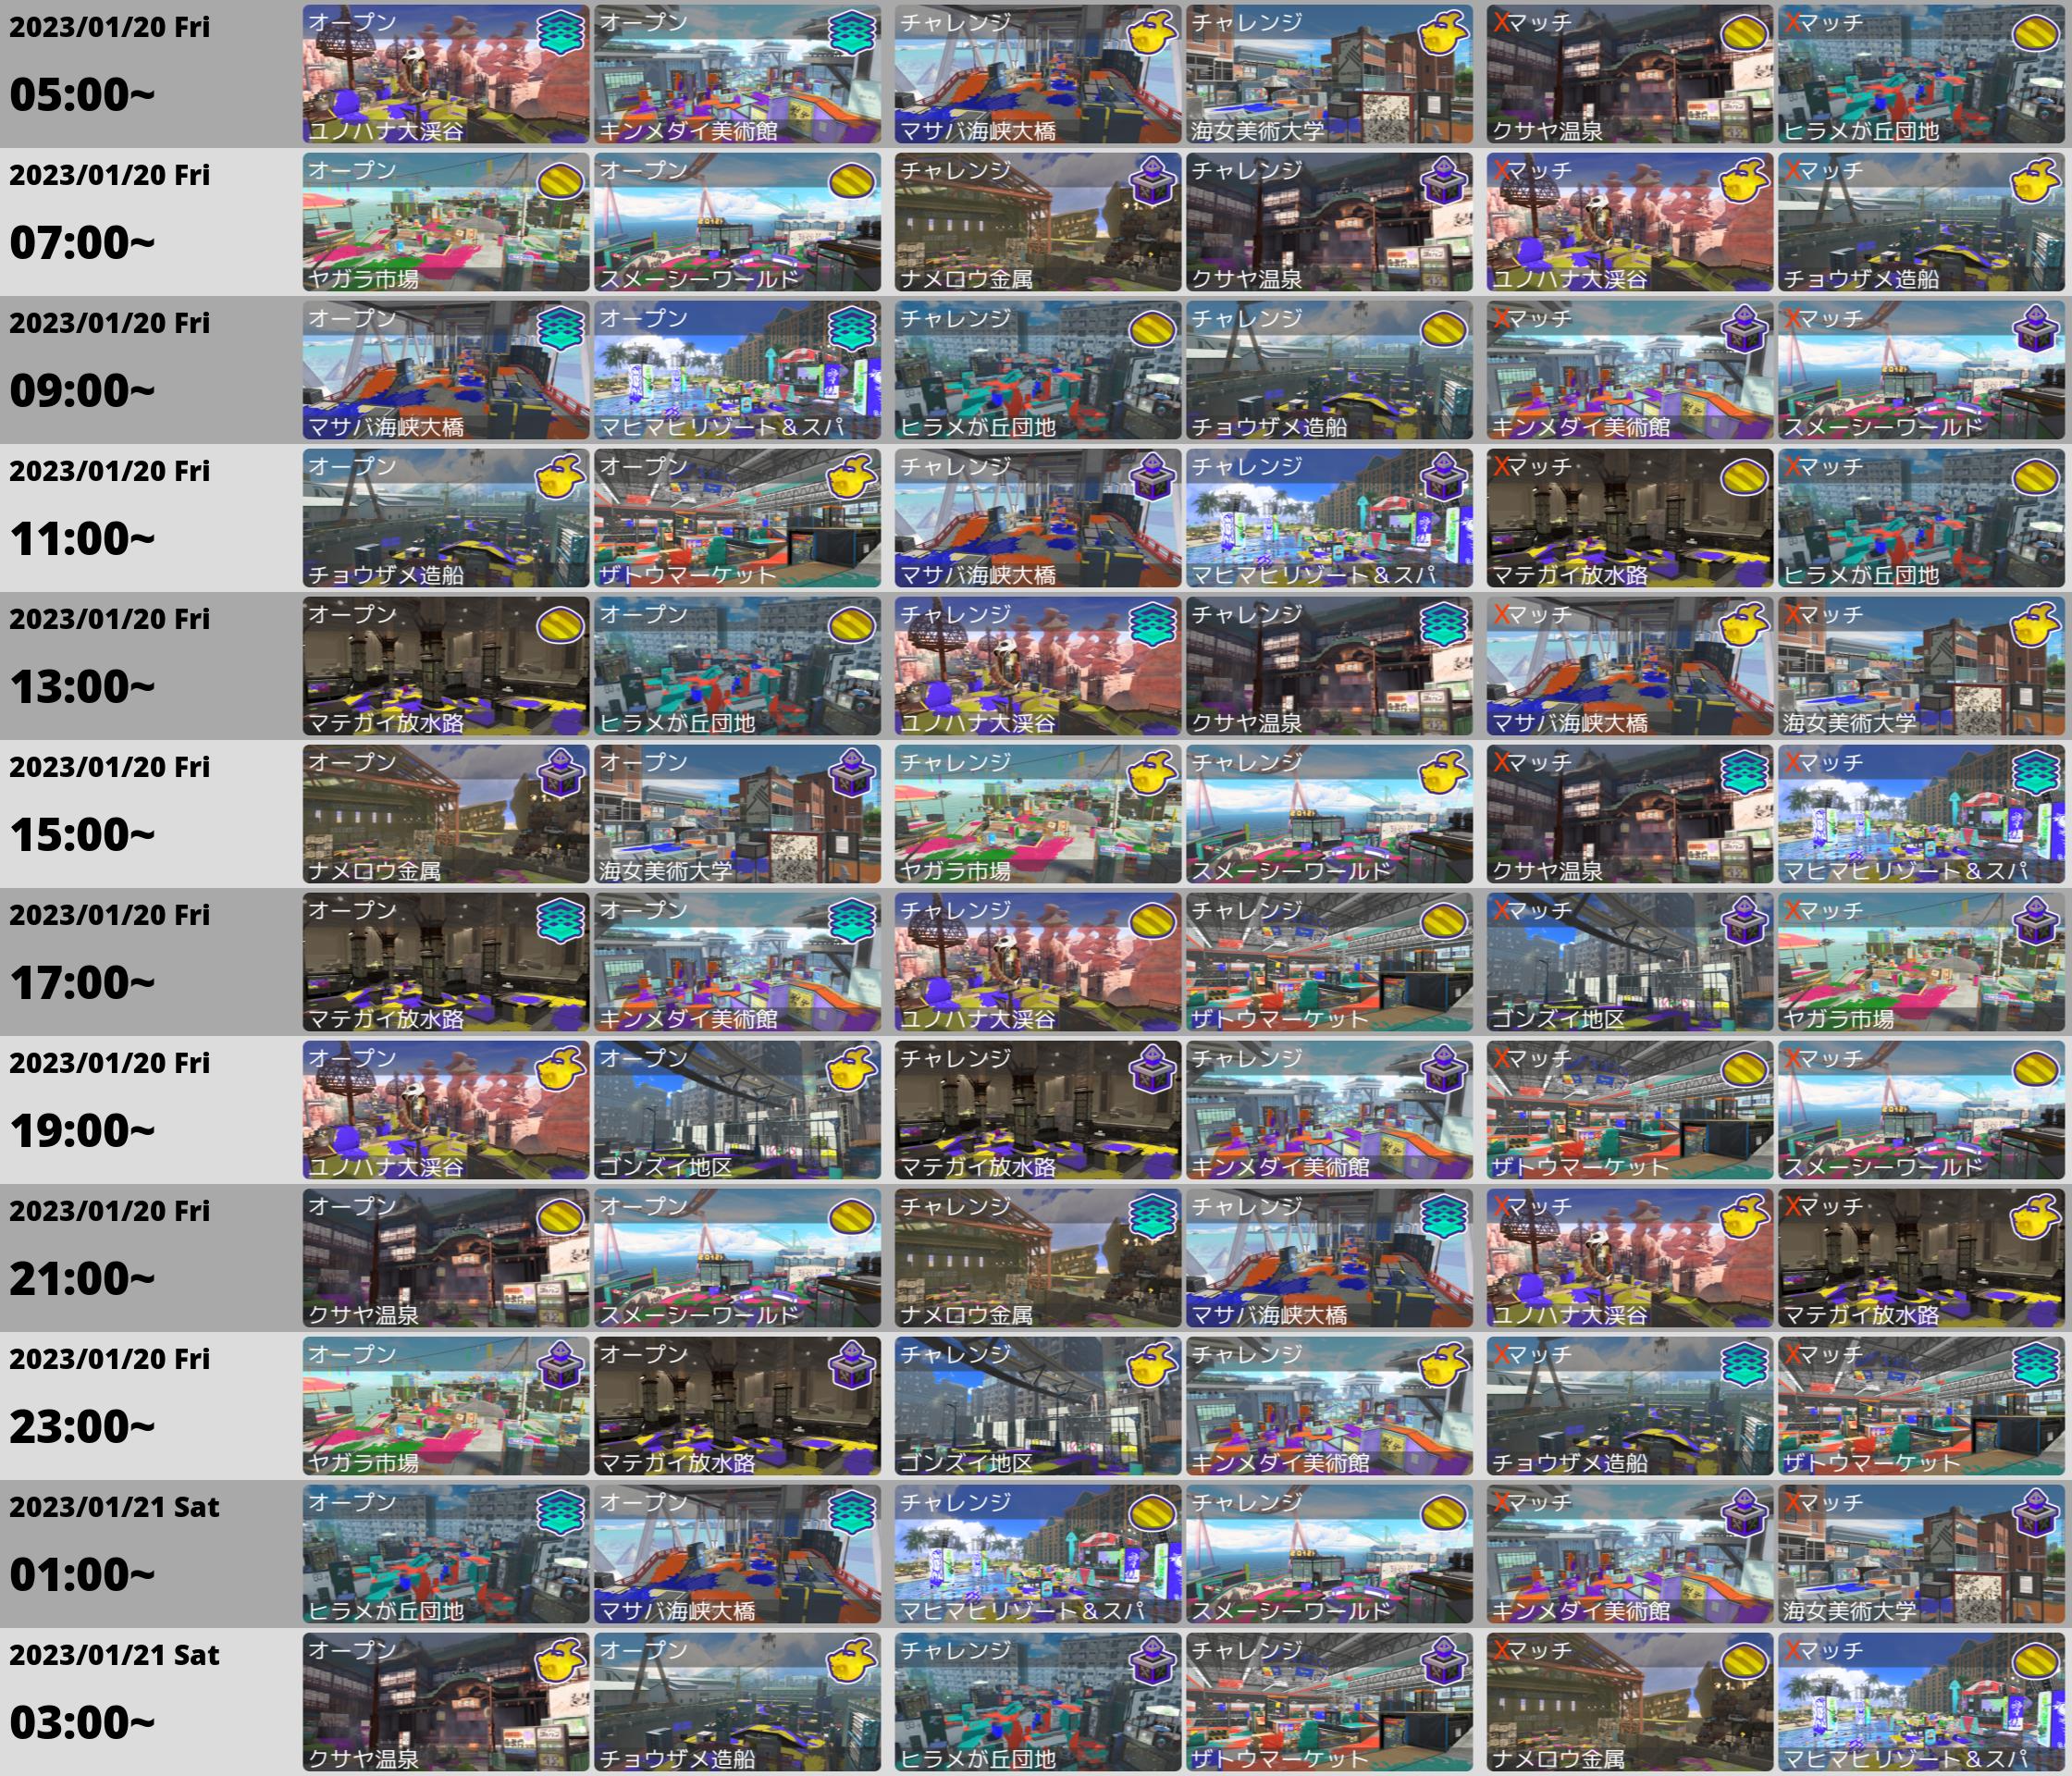 2023/01/20 Fri
05:00~
オープン オープン チャレンジ チャレンジ Xマッチ Xマッチ
ユノハナ大渓谷 キンメダイ美術館 マサバ海峡大橋 海女美術大学 クサヤ温泉 ヒラメが丘団地
2023/01/20 Fri
07:00~
オープン オープン チャレンジ チャレンジ Xマッチ Xマッチ
ヤガラ市場 スメーシーワールド ナメロウ金属 クサヤ温泉 ユノハナ大渓谷 チョウザメ造船
2023/01/20 Fri
09:00~
オープン オープン チャレンジ チャレンジ Xマッチ Xマッチ
マサバ海峡大橋 マヒマヒリゾート＆スパ ヒラメが丘団地 チョウザメ造船 キンメダイ美術館 スメーシーワールド
2023/01/20 Fri
11:00~
オープン オープン チャレンジ チャレンジ Xマッチ Xマッチ
チョウザメ造船 ザトウマーケット マサバ海峡大橋 マヒマヒリゾート＆スパ マテガイ放水路 ヒラメが丘団地
2023/01/20 Fri
13:00~
オープン オープン チャレンジ チャレンジ Xマッチ Xマッチ
マテガイ放水路 ヒラメが丘団地 ユノハナ大渓谷 クサヤ温泉 マサバ海峡大橋 海女美術大学
2023/01/20 Fri
15:00~
オープン オープン チャレンジ チャレンジ Xマッチ Xマッチ
ナメロウ金属 海女美術大学 ヤガラ市場 スメーシーワールド クサヤ温泉 マヒマヒリゾート＆スパ
2023/01/20 Fri
17:00~
オープン オープン チャレンジ チャレンジ Xマッチ Xマッチ
マテガイ放水路 キンメダイ美術館 ユノハナ大渓谷 ザトウマーケット ゴンズイ地区 ヤガラ市場
2023/01/20 Fri
19:00~
オープン オープン チャレンジ チャレンジ Xマッチ Xマッチ
ユノハナ大渓谷 ゴンズイ地区 マテガイ放水路 キンメダイ美術館 ザトウマーケット スメーシーワールド
2023/01/20 Fri
21:00~
オープン オープン チャレンジ チャレンジ Xマッチ Xマッチ
クサヤ温泉 スメーシーワールド ナメロウ金属 マサバ海峡大橋 ユノハナ大渓谷 マテガイ放水路
2023/01/20 Fri
23:00~
オープン オープン チャレンジ チャレンジ Xマッチ Xマッチ
ヤガラ市場 マテガイ放水路 ゴンズイ地区 キンメダイ美術館 チョウザメ造船 ザトウマーケット
2023/01/21 Sat
01:00~
オープン オープン チャレンジ チャレンジ Xマッチ Xマッチ
ヒラメが丘団地 マサバ海峡大橋 マヒマヒリゾート＆スパ スメーシーワールド キンメダイ美術館 海女美術大学
2023/01/21 Sat
03:00~
オープン オープン チャレンジ チャレンジ Xマッチ Xマッチ
クサヤ温泉 チョウザメ造船 ヒラメが丘団地 ザトウマーケット ナメロウ金属 マヒマヒリゾート＆スパ